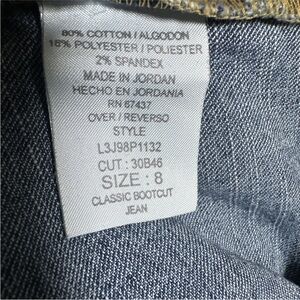 80% COTTON / ALGODON
18% POLYESTER / POLIESTER
2% SPANDEX
MADE IN JORDAN
HECHO EN JORDANIA
RN 67437
OVER / REVERSO
STYLE
L3J98P1132
CUT : 30B46
SIZE : 8
CLASSIC BOOTCUT
JEAN